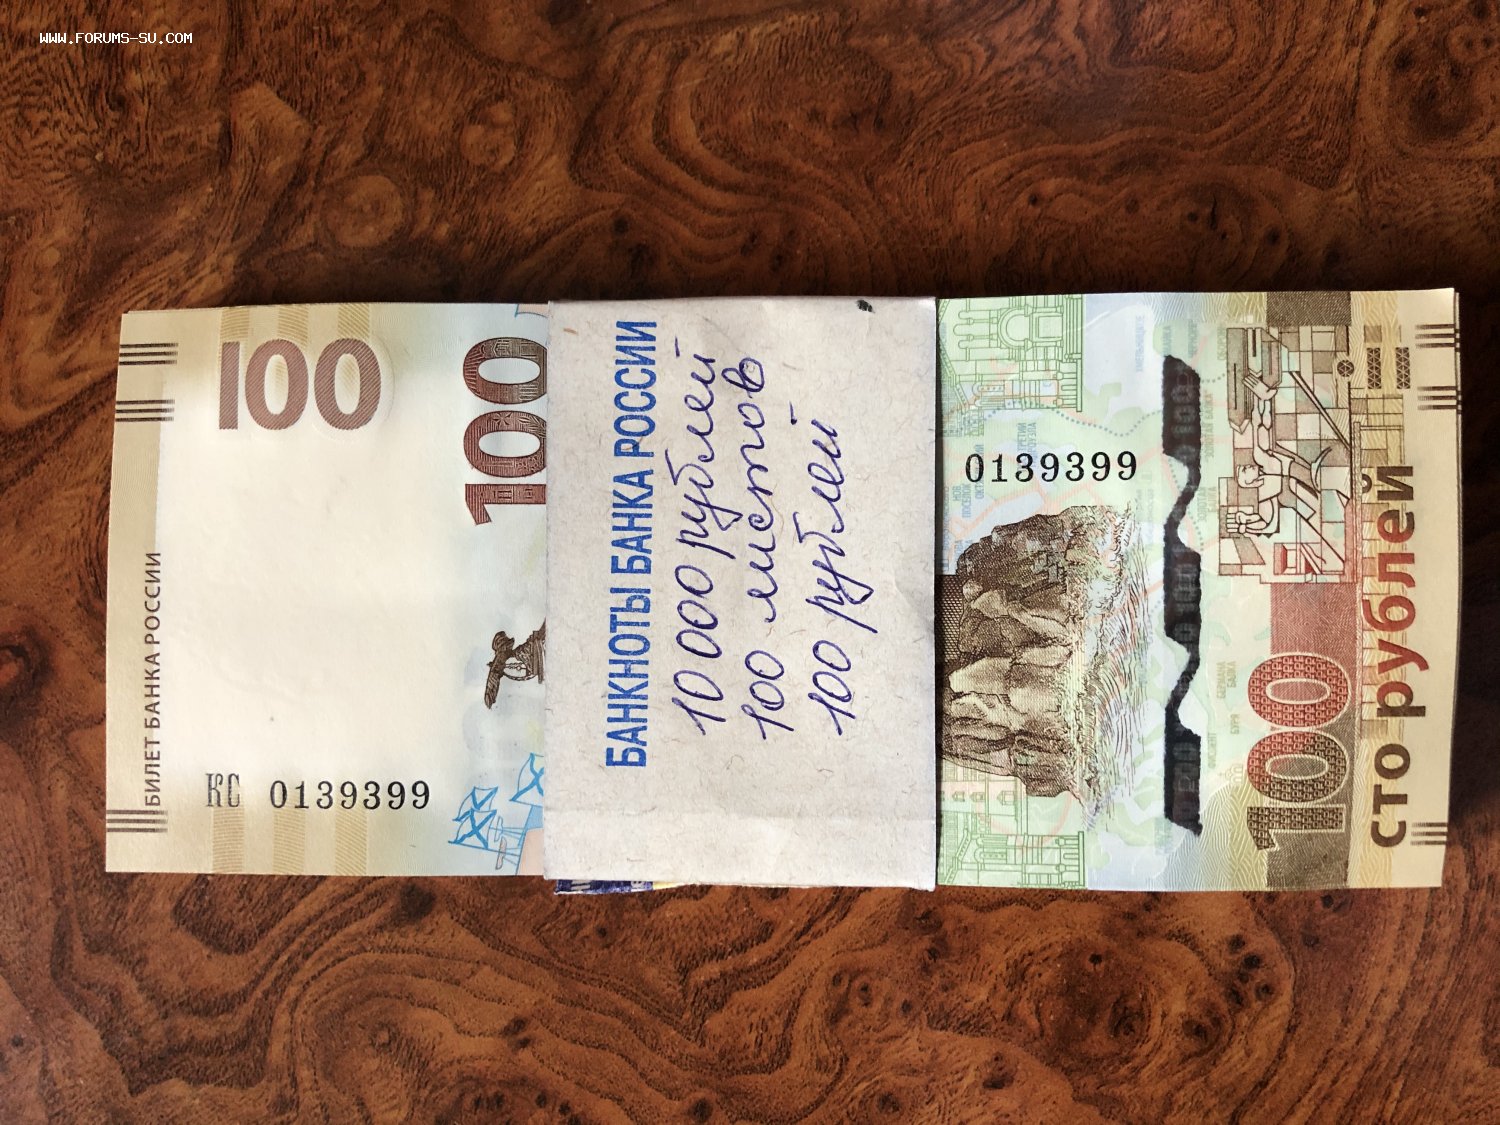 WWW.FORUMS-SU.COM
100
100
БИЛЕТ БАНКА РОССИИ
КС 0139399
БАНКНОТЫ БАНКА РОССИИ
10 000 рублей
100 листов
100 рублей
0139399
100
сто рублей